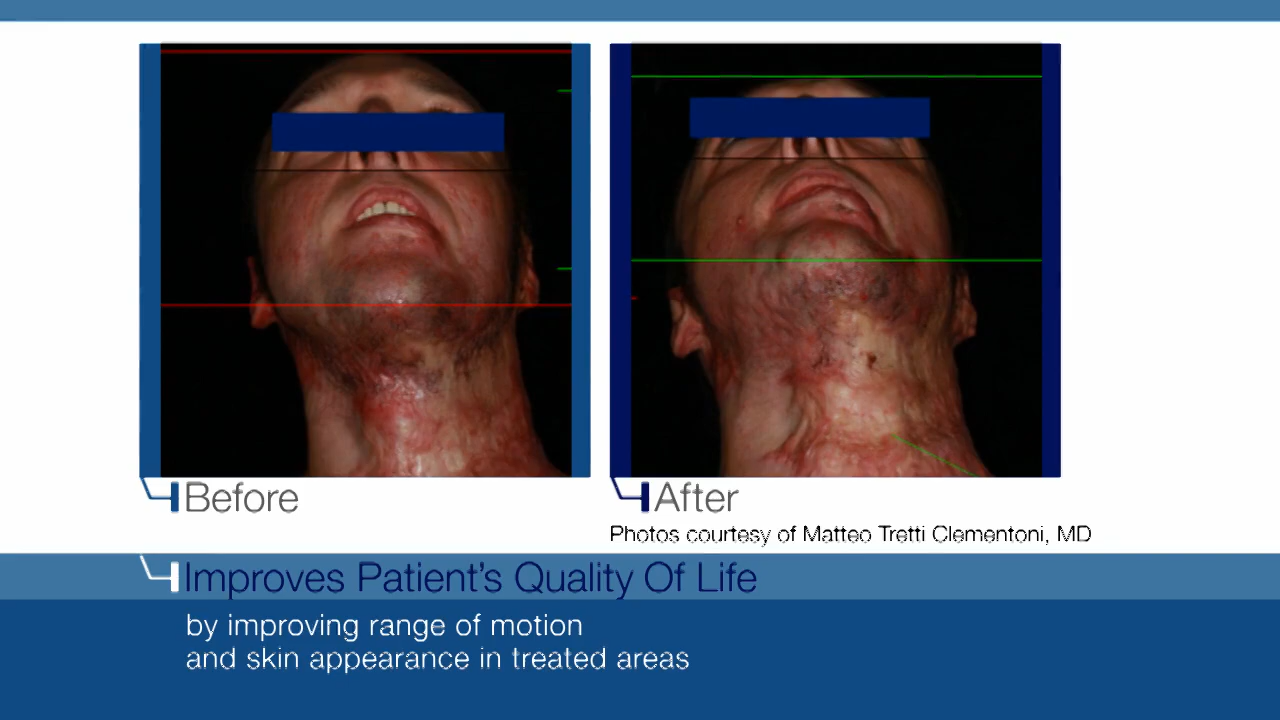 Before
After
Photos courtesy of Matteo Tretti Clementoni, MD
Improves Patient's Quality Of Life
by improving range of motion
and skin appearance in treated areas